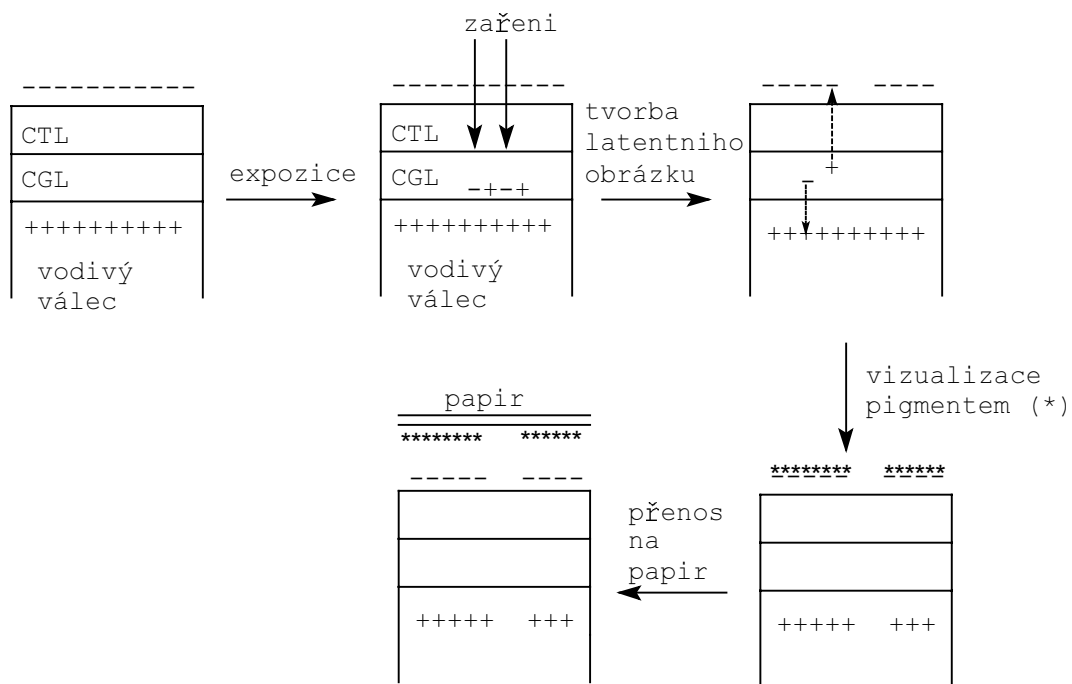 zařeni
CTL
CGL
++++++++++
vodivý
válec
expozice
CTL
CGL
-+-+
++++++++++
vodivý
válec
tvorba
latentniho
obrázku
+
-
++++++++++
vizualizace
pigmentem (*)
papir
******** ******
----- ----
+++++ +++
přenos
na
papir
******** ******
----- ----
+++++ +++